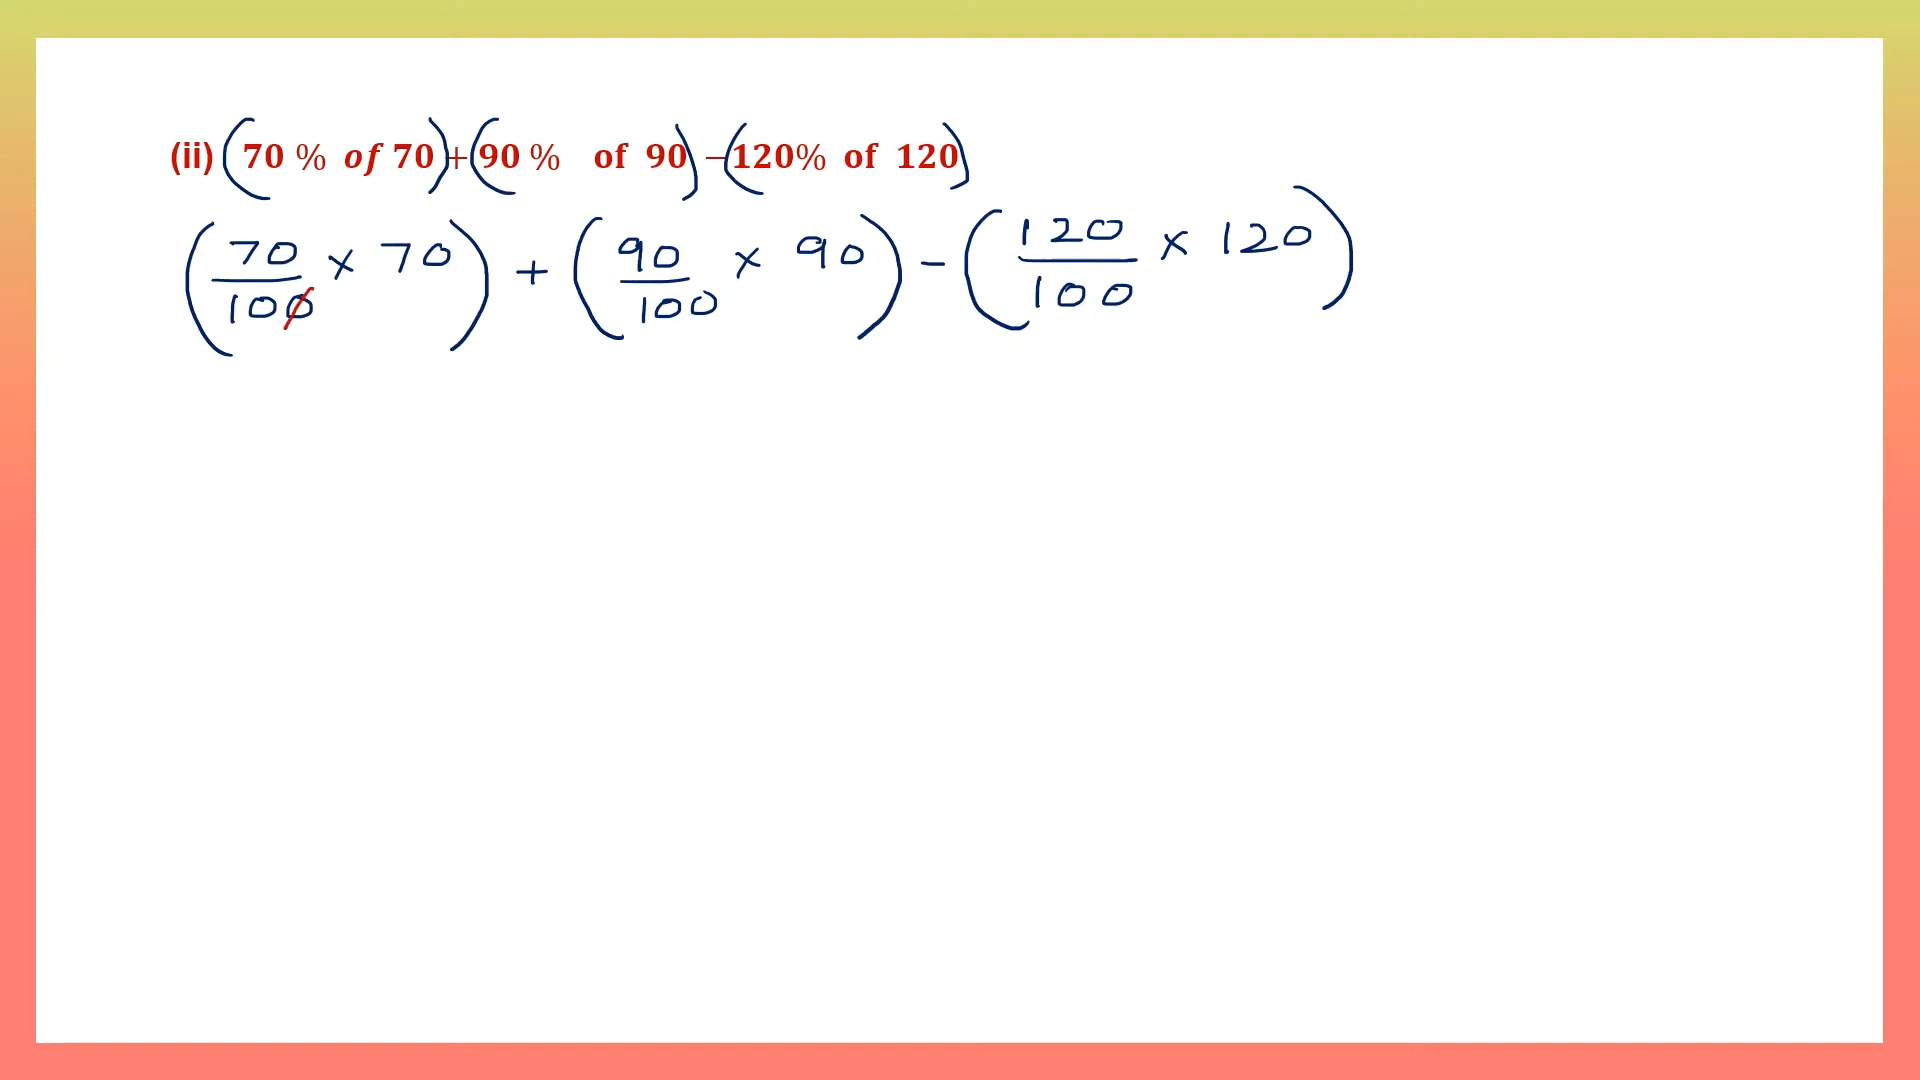 (ii) (70 % of 70)+(90 % of 90) −(120% of 120)
(70/100 × 70) + (90/100 × 90) - (120/100 × 120)